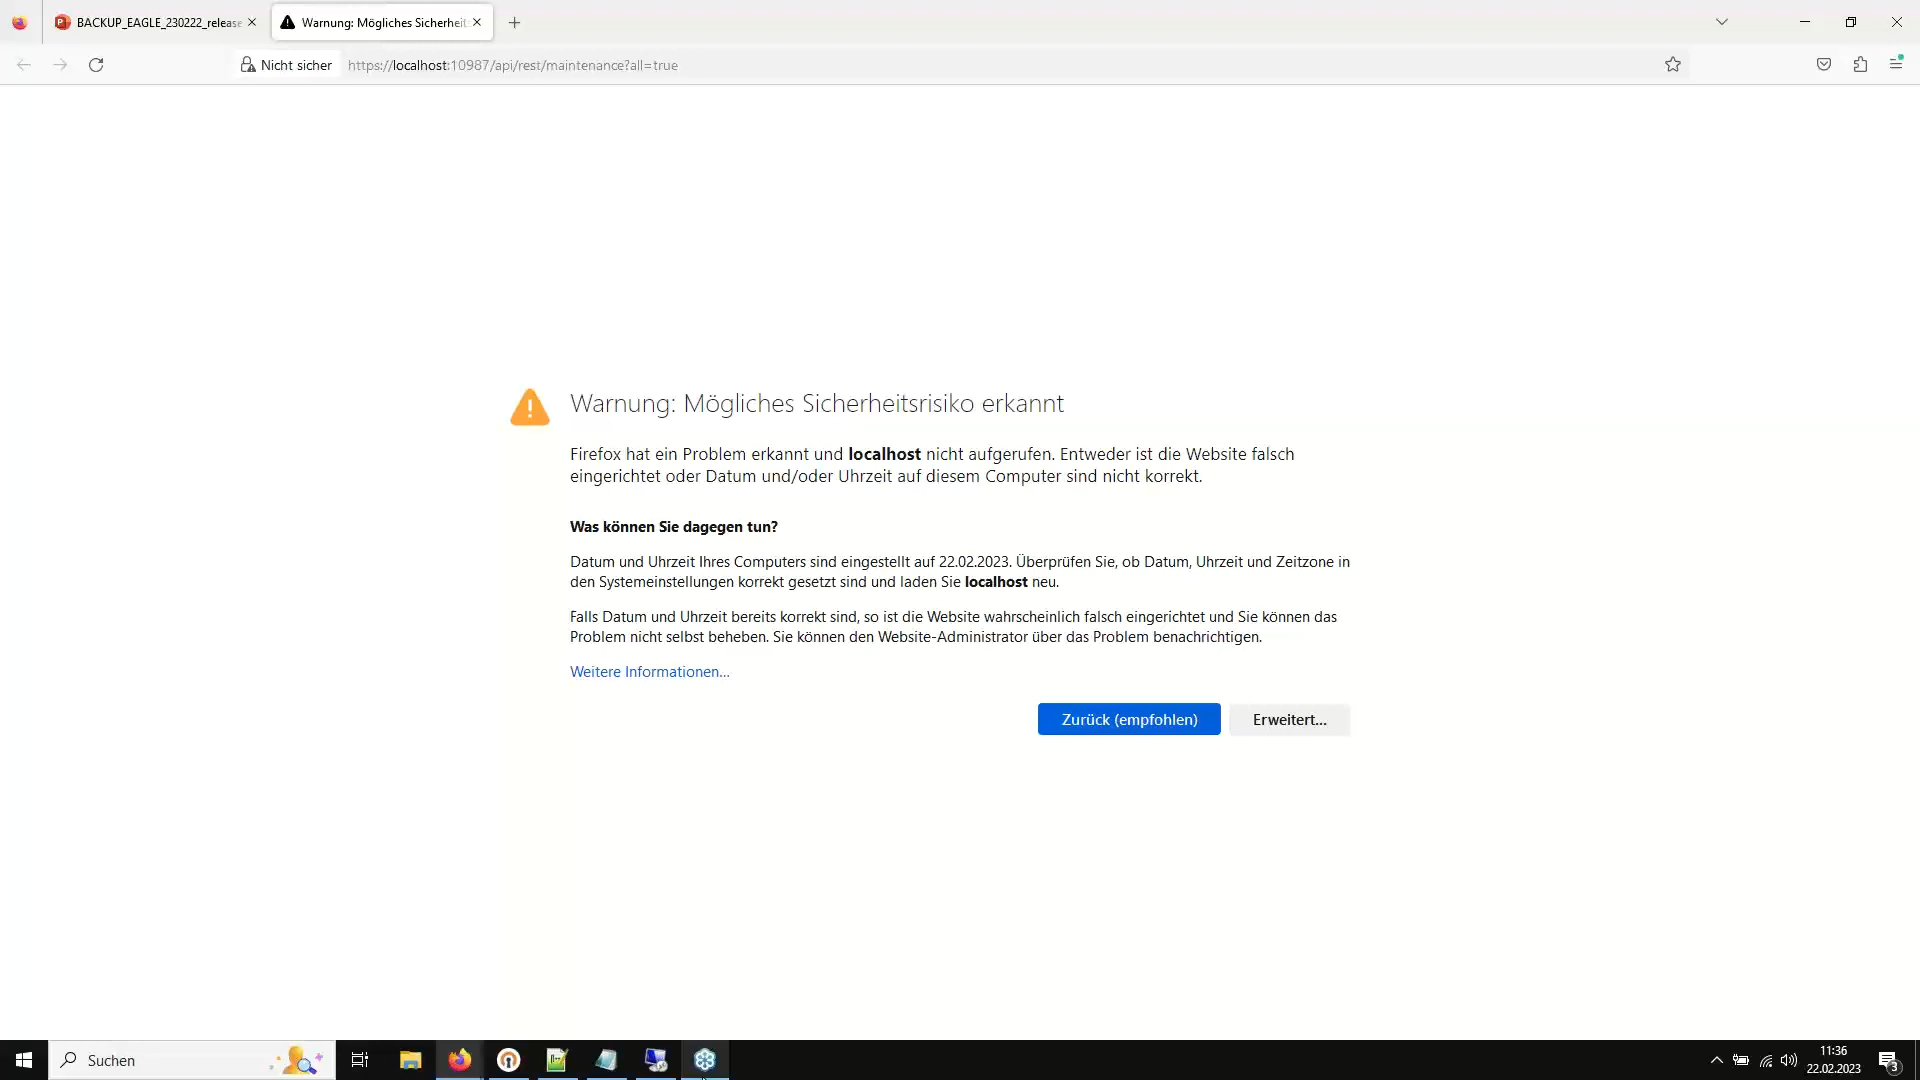 BACKUP_EAGLE_230222_release
Warnung: Mögliches Sicherheit
Nicht sicher
https://localhost:10987/api/rest/maintenance?all=true
Warnung: Mögliches Sicherheitsrisiko erkannt
Firefox hat ein Problem erkannt und localhost nicht aufgerufen. Entweder ist die Website falsch
eingerichtet oder Datum und/oder Uhrzeit auf diesem Computer sind nicht korrekt.
Was können Sie dagegen tun?
Datum und Uhrzeit Ihres Computers sind eingestellt auf 22.02.2023. Überprüfen Sie, ob Datum, Uhrzeit und Zeitzone in
den Systemeinstellungen korrekt gesetzt sind und laden Sie localhost neu.
Falls Datum und Uhrzeit bereits korrekt sind, so ist die Website wahrscheinlich falsch eingerichtet und Sie können das
Problem nicht selbst beheben. Sie können den Website-Administrator über das Problem benachrichtigen.
Weitere Informationen...
Zurück (empfohlen)
Erweitert...
Suchen
11:36
22.02.2023
3